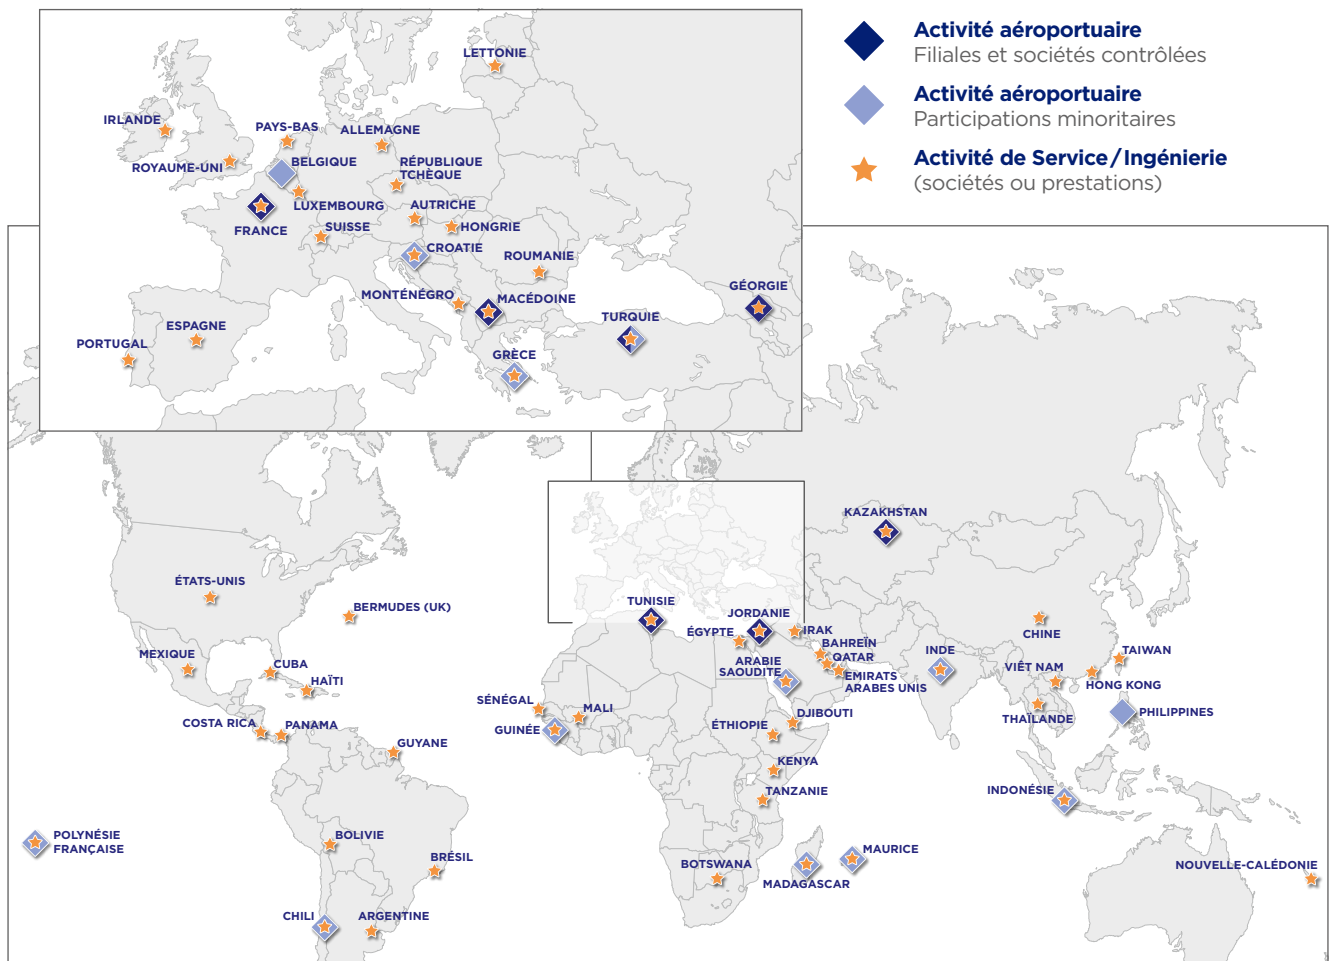 Activité aéroportuaire
Filiales et sociétés contrôlées
Activité aéroportuaire
Participations minoritaires
Activité de Service/Ingénierie
(sociétés ou prestations)
LETTONIE
IRLANDE
PAYS-BAS
ALLEMAGNE
ROYAUME-UNI
BELGIQUE
RÉPUBLIQUE
TCHÈQUE
LUXEMBOURG
AUTRICHE
FRANCE
SUISSE
HONGRIE
CROATIE
ROUMANIE
MONTÉNÉGRO
MACÉDOINE
GÉORGIE
TURQUIE
ESPAGNE
PORTUGAL
GRÈCE
KAZAKHSTAN
ÉTATS-UNIS
BERMUDES (UK)
TUNISIE
JORDANIE
ÉGYPTE
IRAK
CHINE
BAHREÏN
QATAR
MEXIQUE
CUBA
HAÏTI
ARABIE
SAOUDITE
ÉMIRATS
ARABES UNIS
INDE
VIÊT NAM
TAIWAN
HONG KONG
SÉNÉGAL
MALI
GUINÉE
COSTA RICA
PANAMA
GUYANE
ÉTHIOPIE
DJIBOUTI
THAÏLANDE
PHILIPPINES
KENYA
TANZANIE
INDONÉSIE
POLYNÉSIE
FRANÇAISE
BOLIVIE
BRÉSIL
BOTSWANA
MADAGASCAR
MAURICE
NOUVELLE-CALÉDONIE
CHILI
ARGENTINE